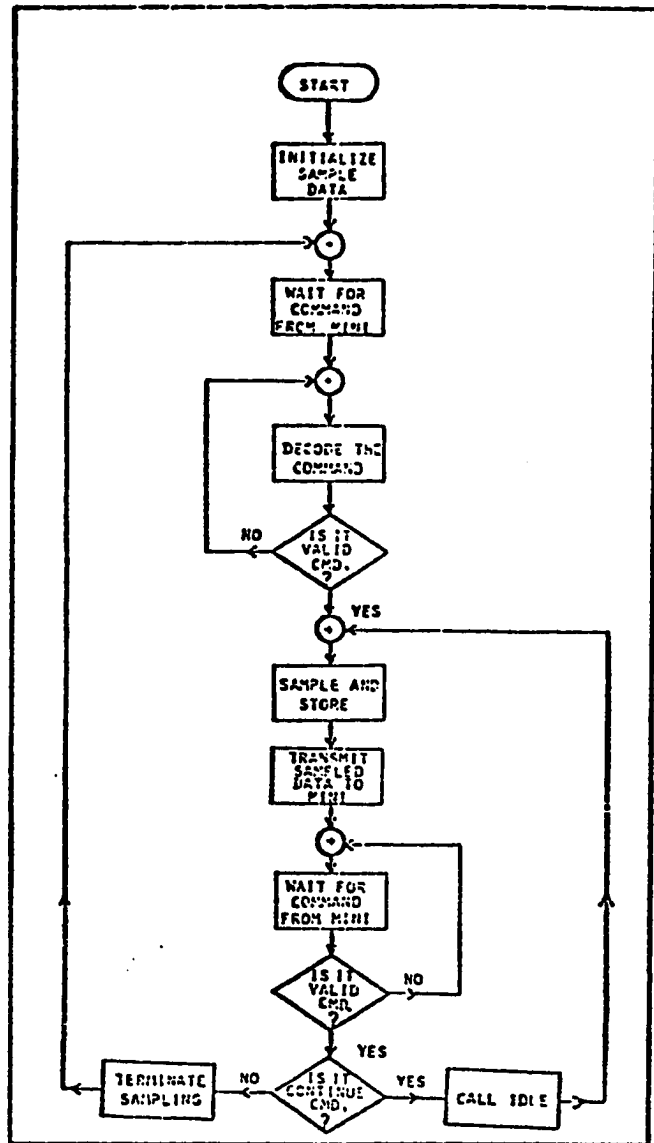 START
INITIALIZE
SAMPLE
DATA
+
WAIT FOR
COMMAND
FROM MINI
+
DECODE THE
COMMAND
IS IT
VALID
CMD.
?
NO
YES
+
SAMPLE AND
STORE
TRANSMIT
SAMPLED
DATA TO
MINI
+
WAIT FOR
COMMAND
FROM MINI
IS IT
VALID
CMD.
?
NO
YES
IS IT
CONTINUE
CMD.
?
NO
TERMINATE
SAMPLING
YES
CALL IDLE